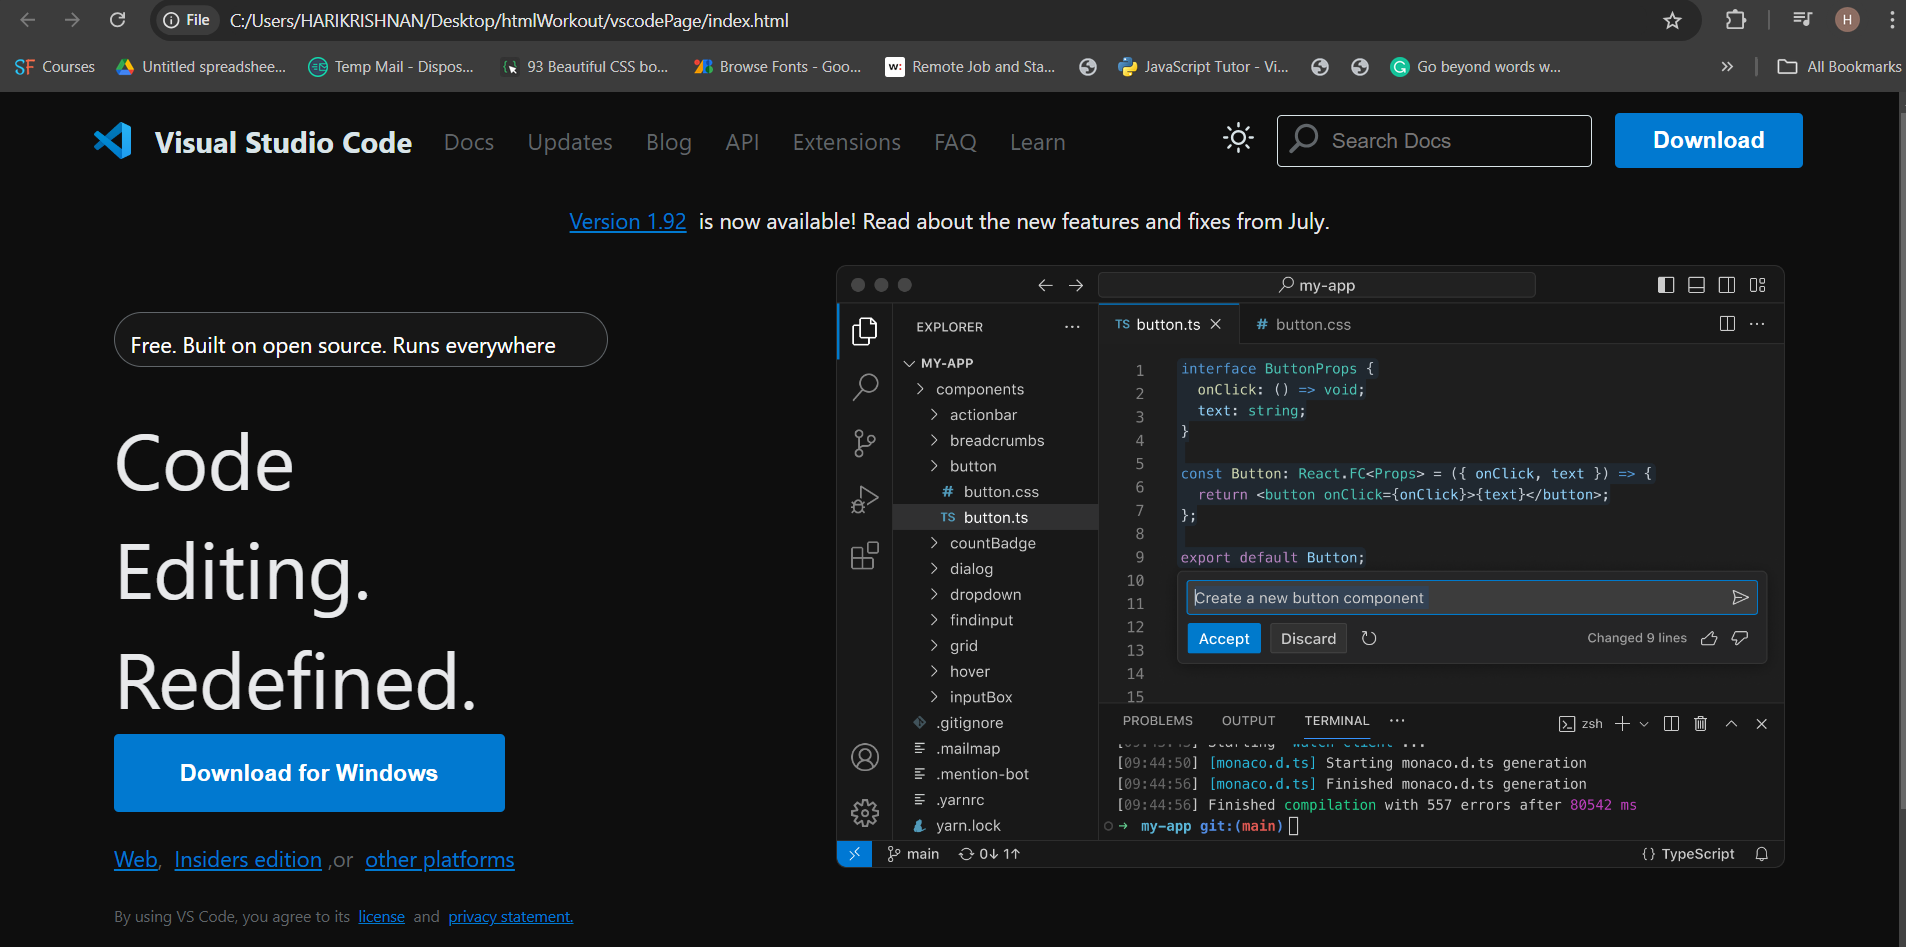 File C:/Users/HARIKRISHNAN/Desktop/htmlWorkout/vscodePage/index.html H
SF Courses Untitled spreadshee... Temp Mail - Dispos... 93 Beautiful CSS bo... Browse Fonts - Goo... w: Remote Job and Sta... JavaScript Tutor - Vi... Go beyond words w... » All Bookmarks
Visual Studio Code Docs Updates Blog API Extensions FAQ Learn Search Docs Download
Version 1.92 is now available! Read about the new features and fixes from July.
Free. Built on open source. Runs everywhere
Code
Editing.
Redefined.
Download for Windows
Web, Insiders edition ,or other platforms
By using VS Code, you agree to its license and privacy statement.
my-app
EXPLORER ...
MY-APP
components
actionbar
breadcrumbs
button
# button.css
TS button.ts
countBadge
dialog
dropdown
findinput
grid
hover
inputBox
.gitignore
.mailmap
.mention-bot
.yarnrc
yarn.lock
TS button.ts # button.css ...
1
2
3
4
5
6
7
8
9
10
11
12
13
14
15
interface ButtonProps {
onClick: () => void;
text: string;
}
const Button: React.FC<Props> = ({ onClick, text }) => {
return <button onClick={onClick}>{text}</button>;
};
export default Button;
Create a new button component
Accept Discard Changed 9 lines
PROBLEMS OUTPUT TERMINAL ... zsh
[09:44:50] [monaco.d.ts] Starting monaco.d.ts generation
[09:44:56] [monaco.d.ts] Finished monaco.d.ts generation
[09:44:56] Finished compilation with 557 errors after 80542 ms
my-app git:(main)
main 0↓ 1↑ {} TypeScript